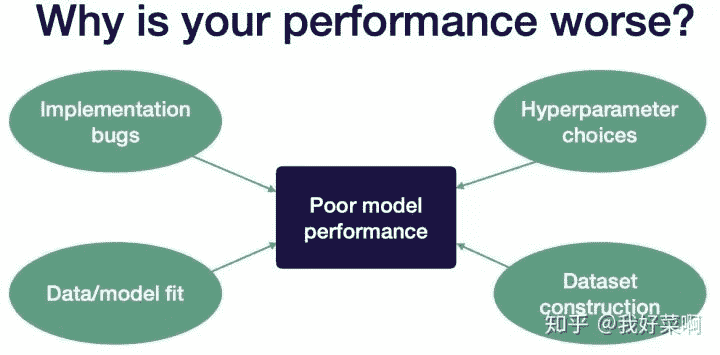 Why is your performance worse?
Implementation
bugs
Hyperparameter
choices
Poor model
performance
Data/model fit
Dataset
construction
知乎 @我好菜啊